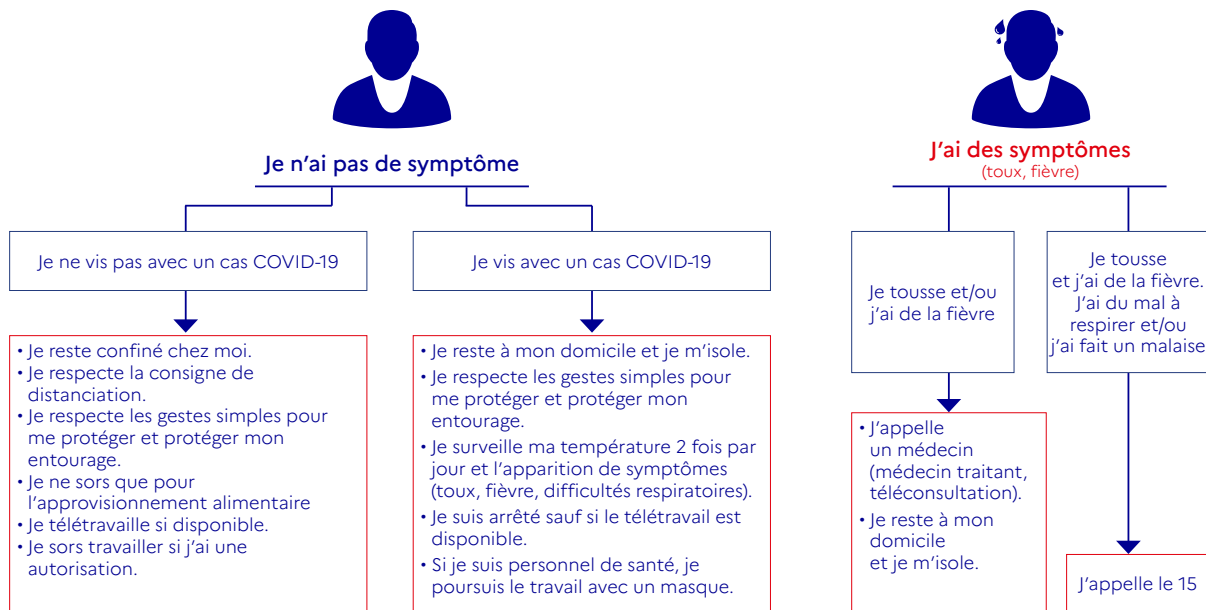 Je n'ai pas de symptôme
Je ne vis pas avec un cas COVID-19
• Je reste confiné chez moi.
• Je respecte la consigne de
distanciation.
• Je respecte les gestes simples pour
me protéger et protéger mon
entourage.
• Je ne sors que pour
l'approvisionnement alimentaire
• Je télétravaille si disponible.
• Je sors travailler si j'ai une
autorisation.
Je vis avec un cas COVID-19
• Je reste à mon domicile et je m'isole.
• Je respecte les gestes simples pour
me protéger et protéger mon
entourage.
• Je surveille ma température 2 fois par
jour et l'apparition de symptômes
(toux, fièvre, difficultés respiratoires).
• Je suis arrêté sauf si le télétravail est
disponible.
• Si je suis personnel de santé, je
poursuis le travail avec un masque.
J'ai des symptômes
(toux, fièvre)
Je tousse et/ou
j'ai de la fièvre
• J'appelle
un médecin
(médecin traitant,
téléconsultation).
• Je reste à mon
domicile
et je m'isole.
Je tousse
et j'ai de la fièvre.
J'ai du mal à
respirer et/ou
j'ai fait un malaise
J'appelle le 15